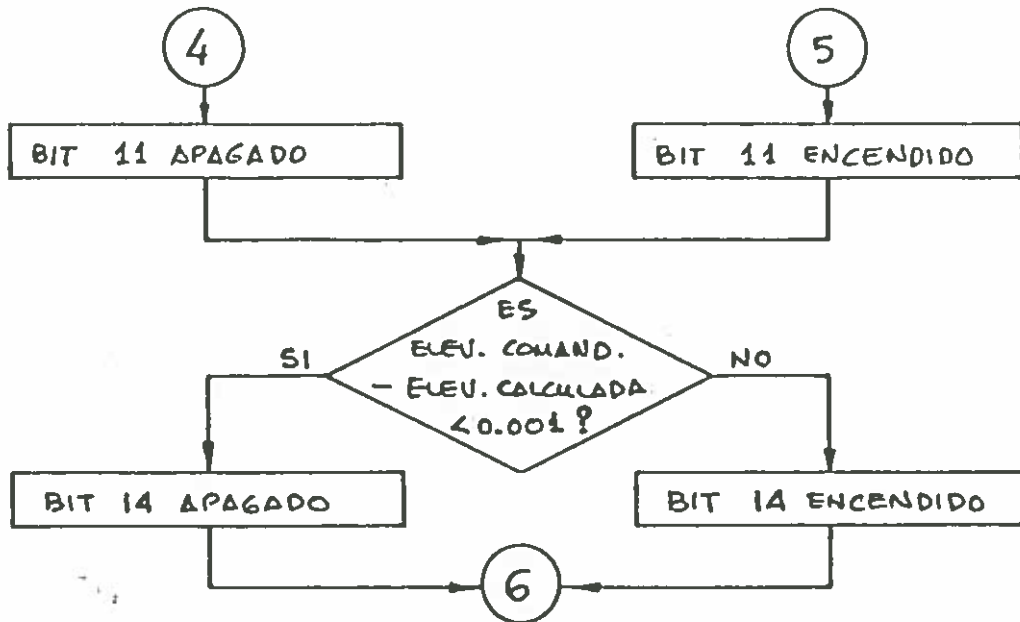 4
5
BIT 11 APAGADO
BIT 11 ENCENDIDO
ES
ELEV. COMAND.
- ELEV. CALCULADA
<0.001?
SI
NO
BIT 14 APAGADO
BIT 14 ENCENDIDO
6